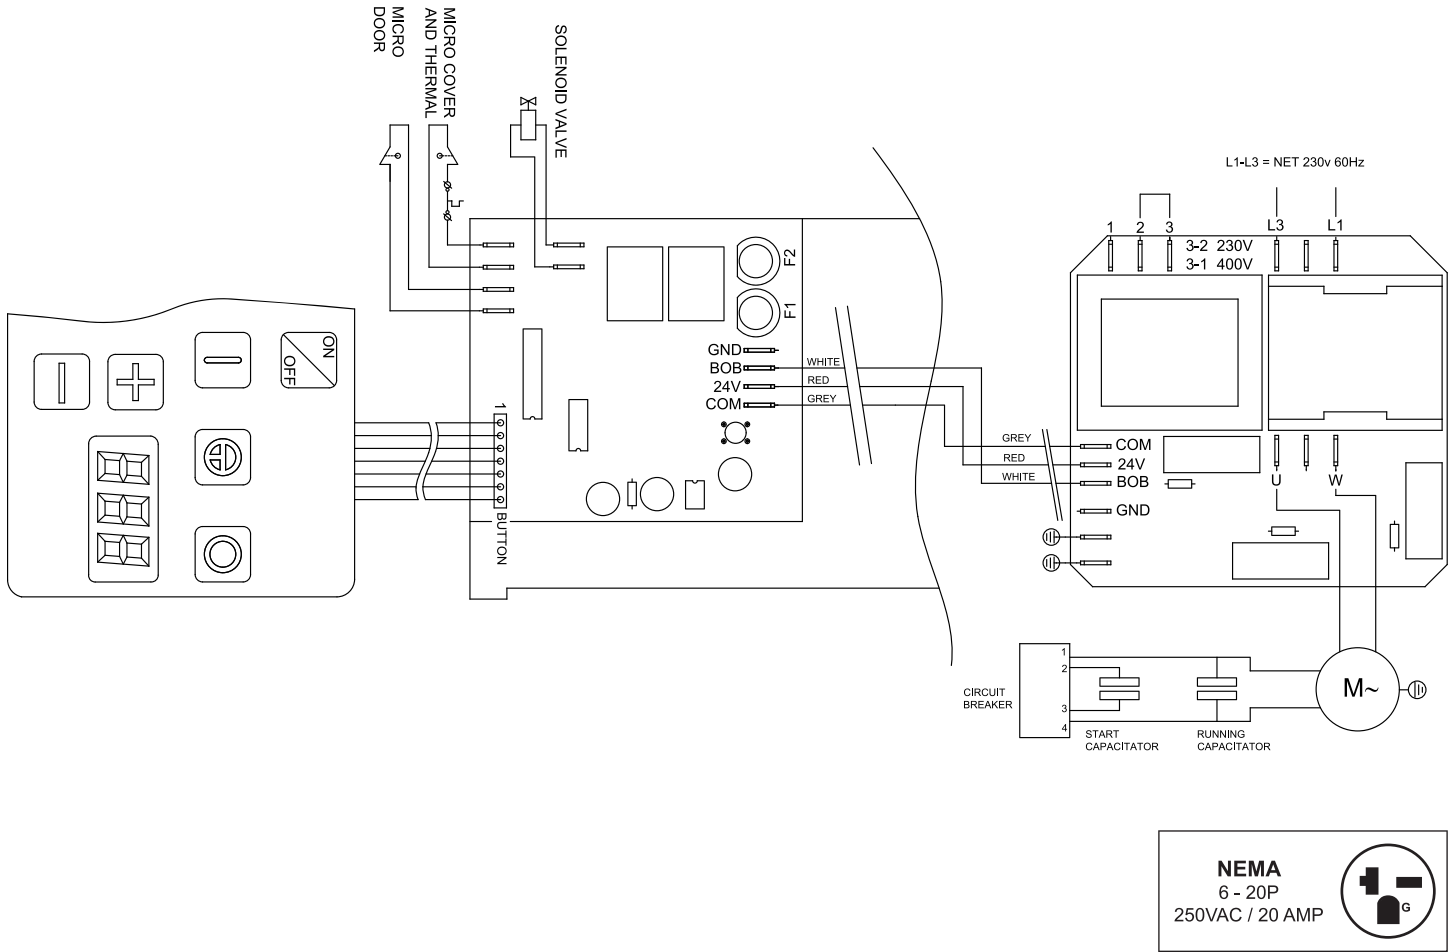 MICRO
DOOR
MICRO COVER
AND THERMAL
SOLENOID VALVE
L1-L3 = NET 230v 60Hz
1 2 3 L3 L1
3-2 230V
3-1 400V
F2
F1
ON
OFF
GND
BOB
24V
COM
WHITE
RED
GREY
1
BUTTON
GREY
RED
WHITE
COM
24V
BOB
GND
U W
CIRCUIT
BREAKER
1
2
3
4
START
CAPACITATOR
RUNNING
CAPACITATOR
M~
NEMA
6 - 20P
250VAC / 20 AMP
G